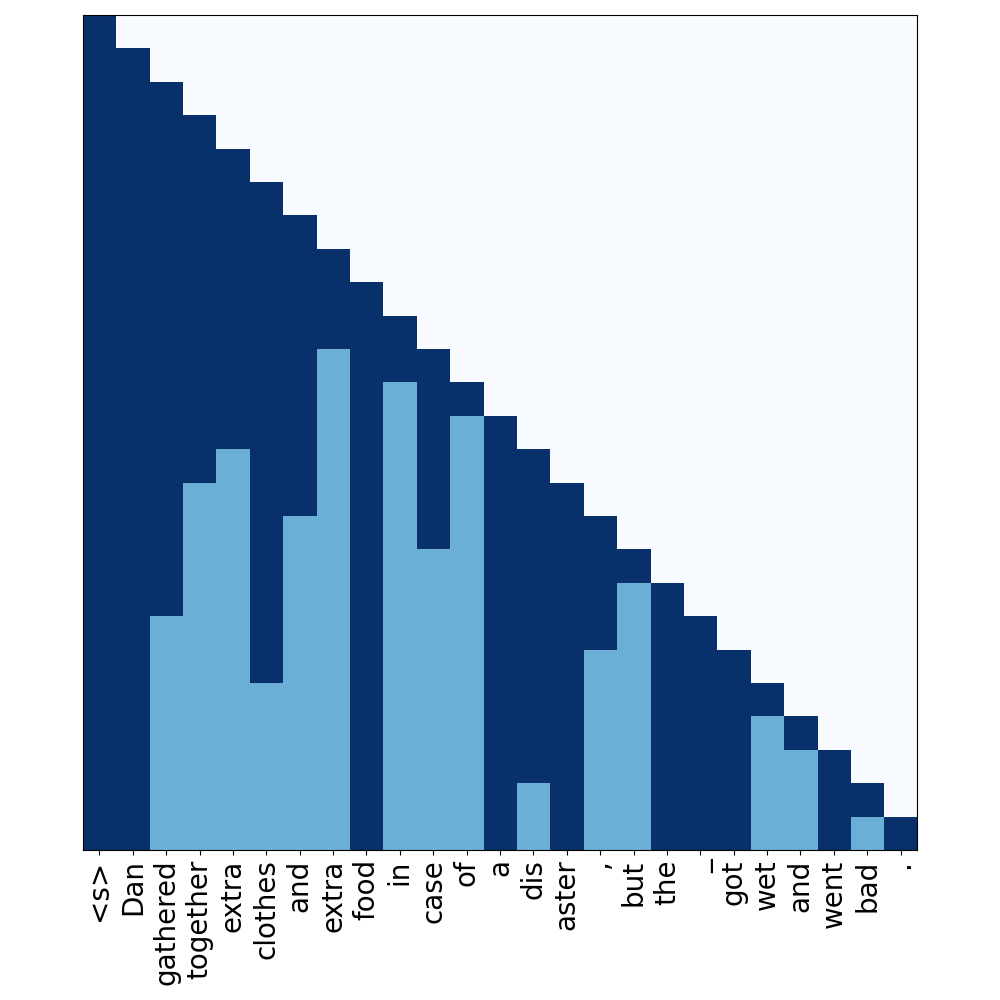 <s> Dan gathered together extra clothes and extra food in case of a dis aster , but the _ got wet and went bad .